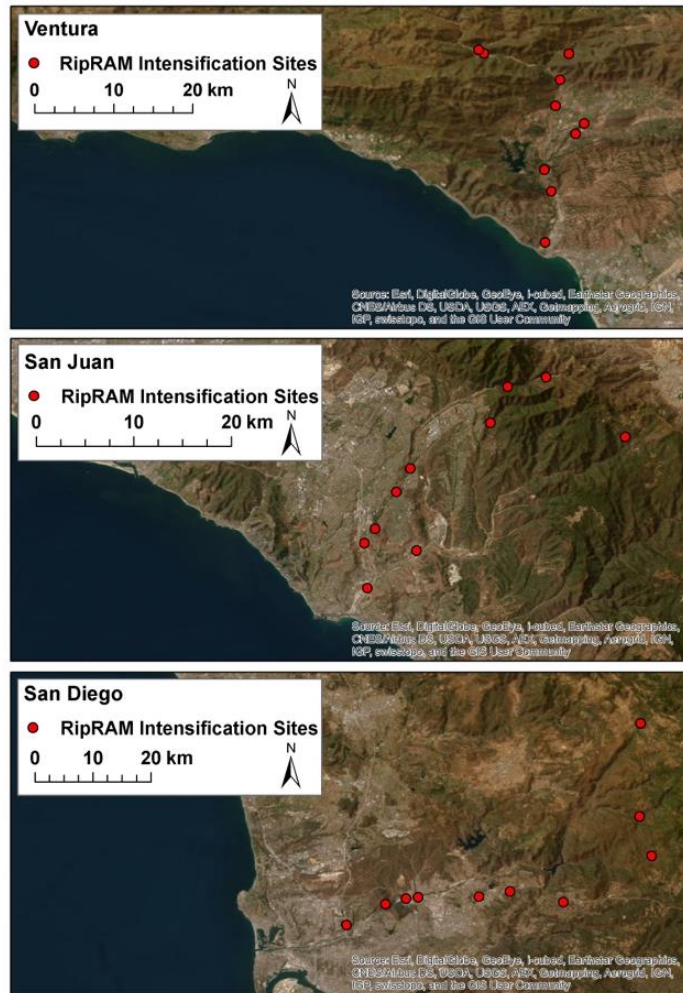 Ventura
RipRAM Intensification Sites
0 10 20 km
N
Source: Esri, DigitalGlobe, GeoEye, i-cubed, Earthstar Geographics,
CNES/Airbus DS, USDA, USGS, AEX, Getmapping, Aerogrid, IGN,
IGP, swisstopo, and the GIS User Community
San Juan
RipRAM Intensification Sites
0 10 20 km
N
Source: Esri, DigitalGlobe, GeoEye, i-cubed, Earthstar Geographics,
CNES/Airbus DS, USDA, USGS, AEX, Getmapping, Aerogrid, IGN,
IGP, swisstopo, and the GIS User Community
San Diego
RipRAM Intensification Sites
0 10 20 km
N
Source: Esri, DigitalGlobe, GeoEye, i-cubed, Earthstar Geographics,
CNES/Airbus DS, USDA, USGS, AEX, Getmapping, Aerogrid, IGN,
IGP, swisstopo, and the GIS User Community